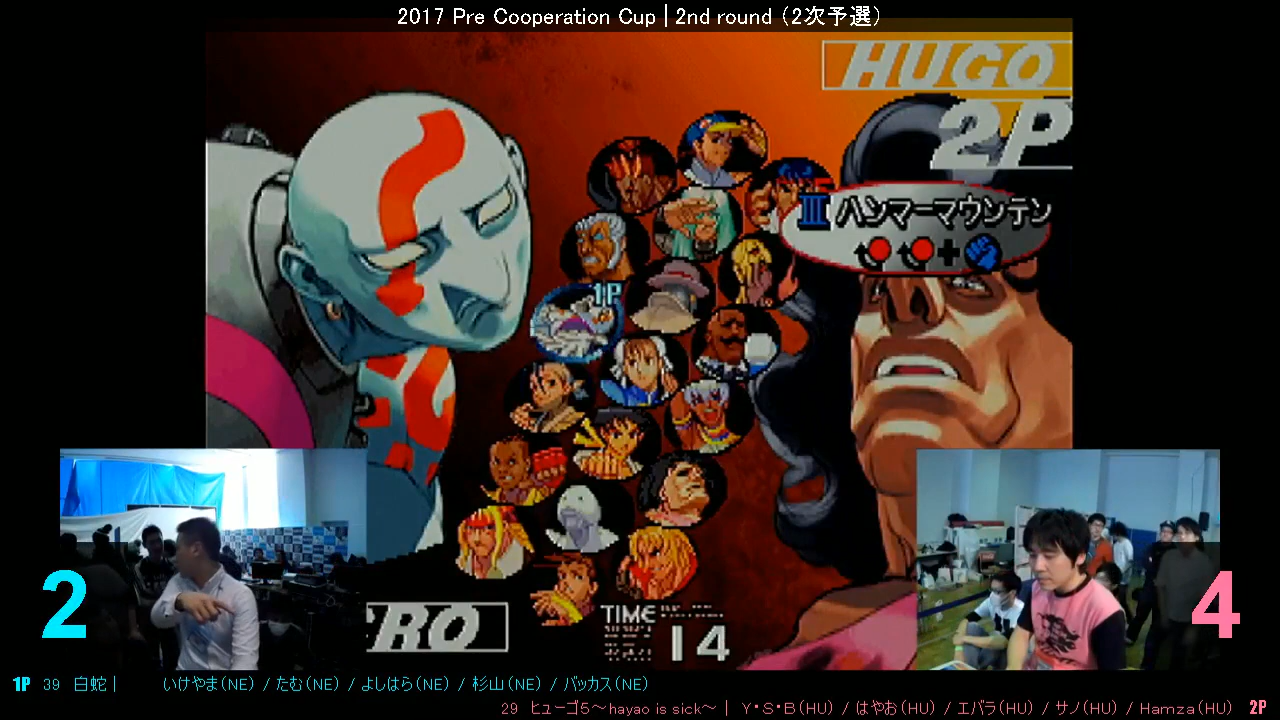 2017 Pre Cooperation Cup | 2nd round (2次予選)
HUGO
2P
III ハンマーマウンテン
+
1P
TIME
14
RO
2
4
1P 39 白蛇| いけやま(NE) / たむ(NE) / よしはら(NE) / 杉山(NE) / バッカス(NE)
29 ヒューゴ5〜hayao is sick〜 | Y・S・B(HU) / はやお(HU) / エバラ(HU) / サノ(HU) / Hamza(HU) 2P